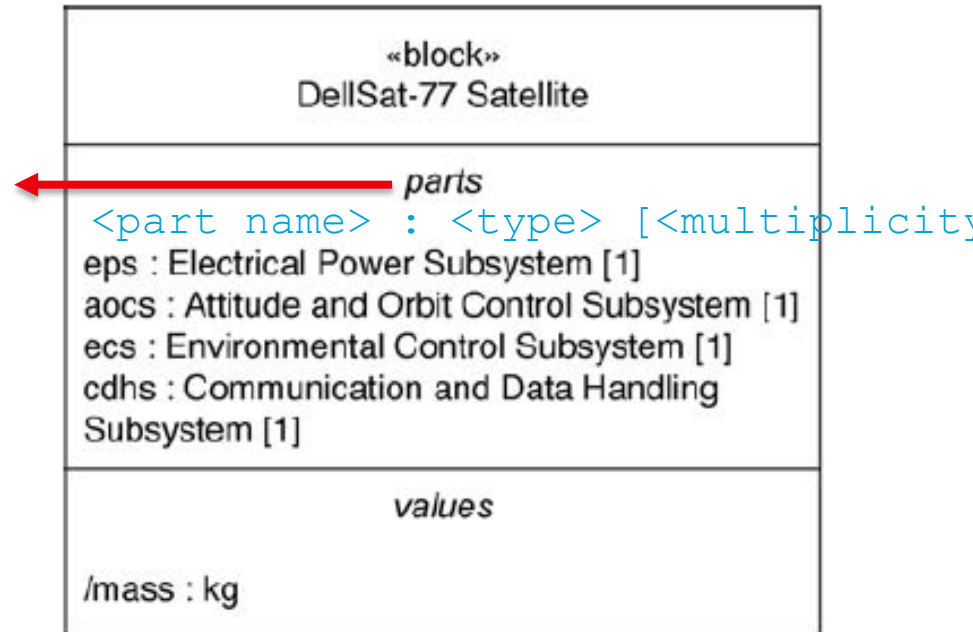 «block»
DellSat-77 Satellite
parts
<part name> : <type> [<multiplicity
eps : Electrical Power Subsystem [1]
aocs : Attitude and Orbit Control Subsystem [1]
ecs : Environmental Control Subsystem [1]
cdhs : Communication and Data Handling
Subsystem [1]
values
/mass : kg